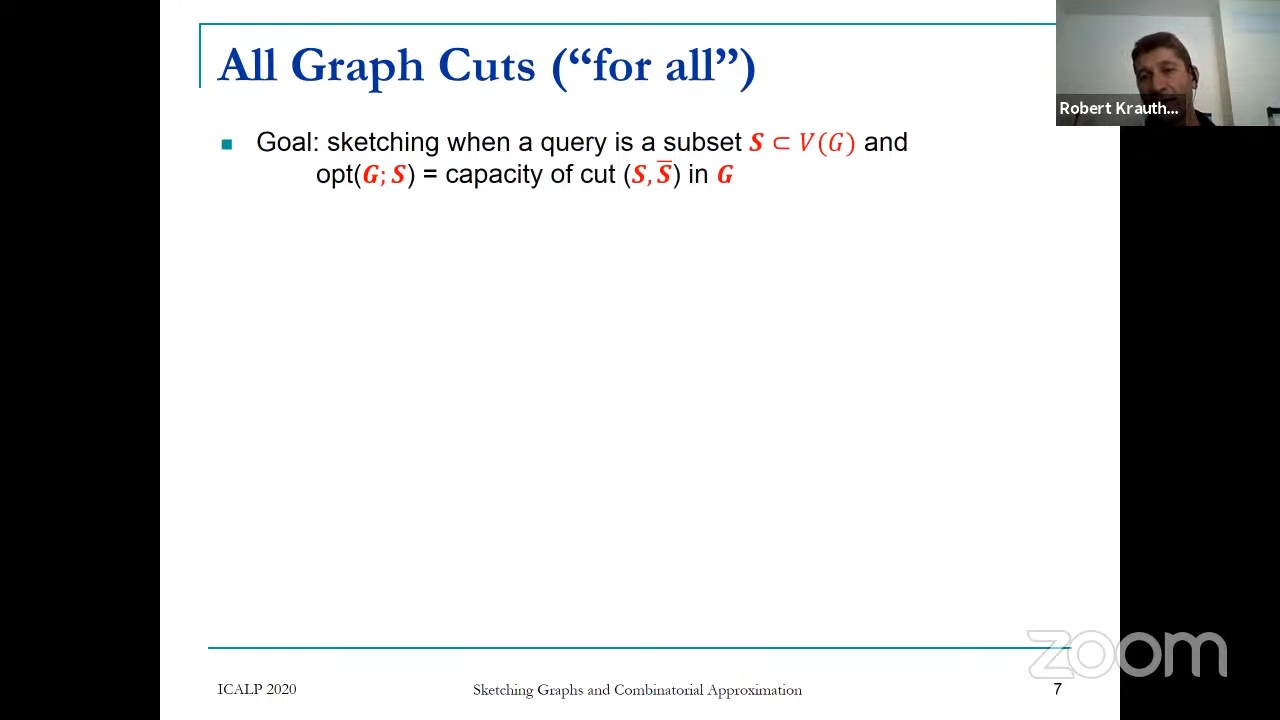 All Graph Cuts (“for all”)
Robert Krauth...
Goal: sketching when a query is a subset S ⊂ V(G) and
opt(G; S) = capacity of cut (S, S̅) in G
zoom
ICALP 2020
Sketching Graphs and Combinatorial Approximation
7